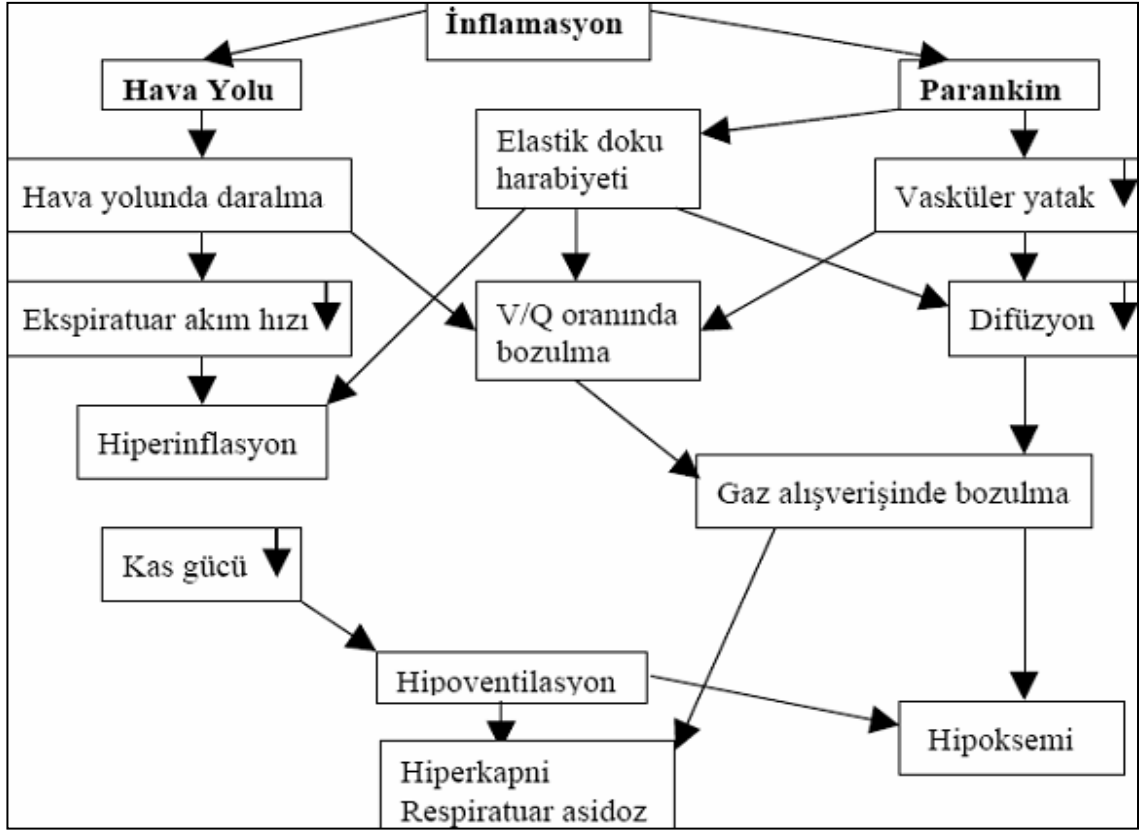 İnflamasyon
Hava Yolu
Parankim
Elastik doku
harabiyeti
Hava yolunda daralma
Vasküler yatak
Ekspiratuar akım hızı
V/Q oranında
bozulma
Difüzyon
Hiperinflasyon
Gaz alışverişinde bozulma
Kas gücü
Hipoventilasyon
Hipoksemi
Hiperkapni
Respiratuar asidoz